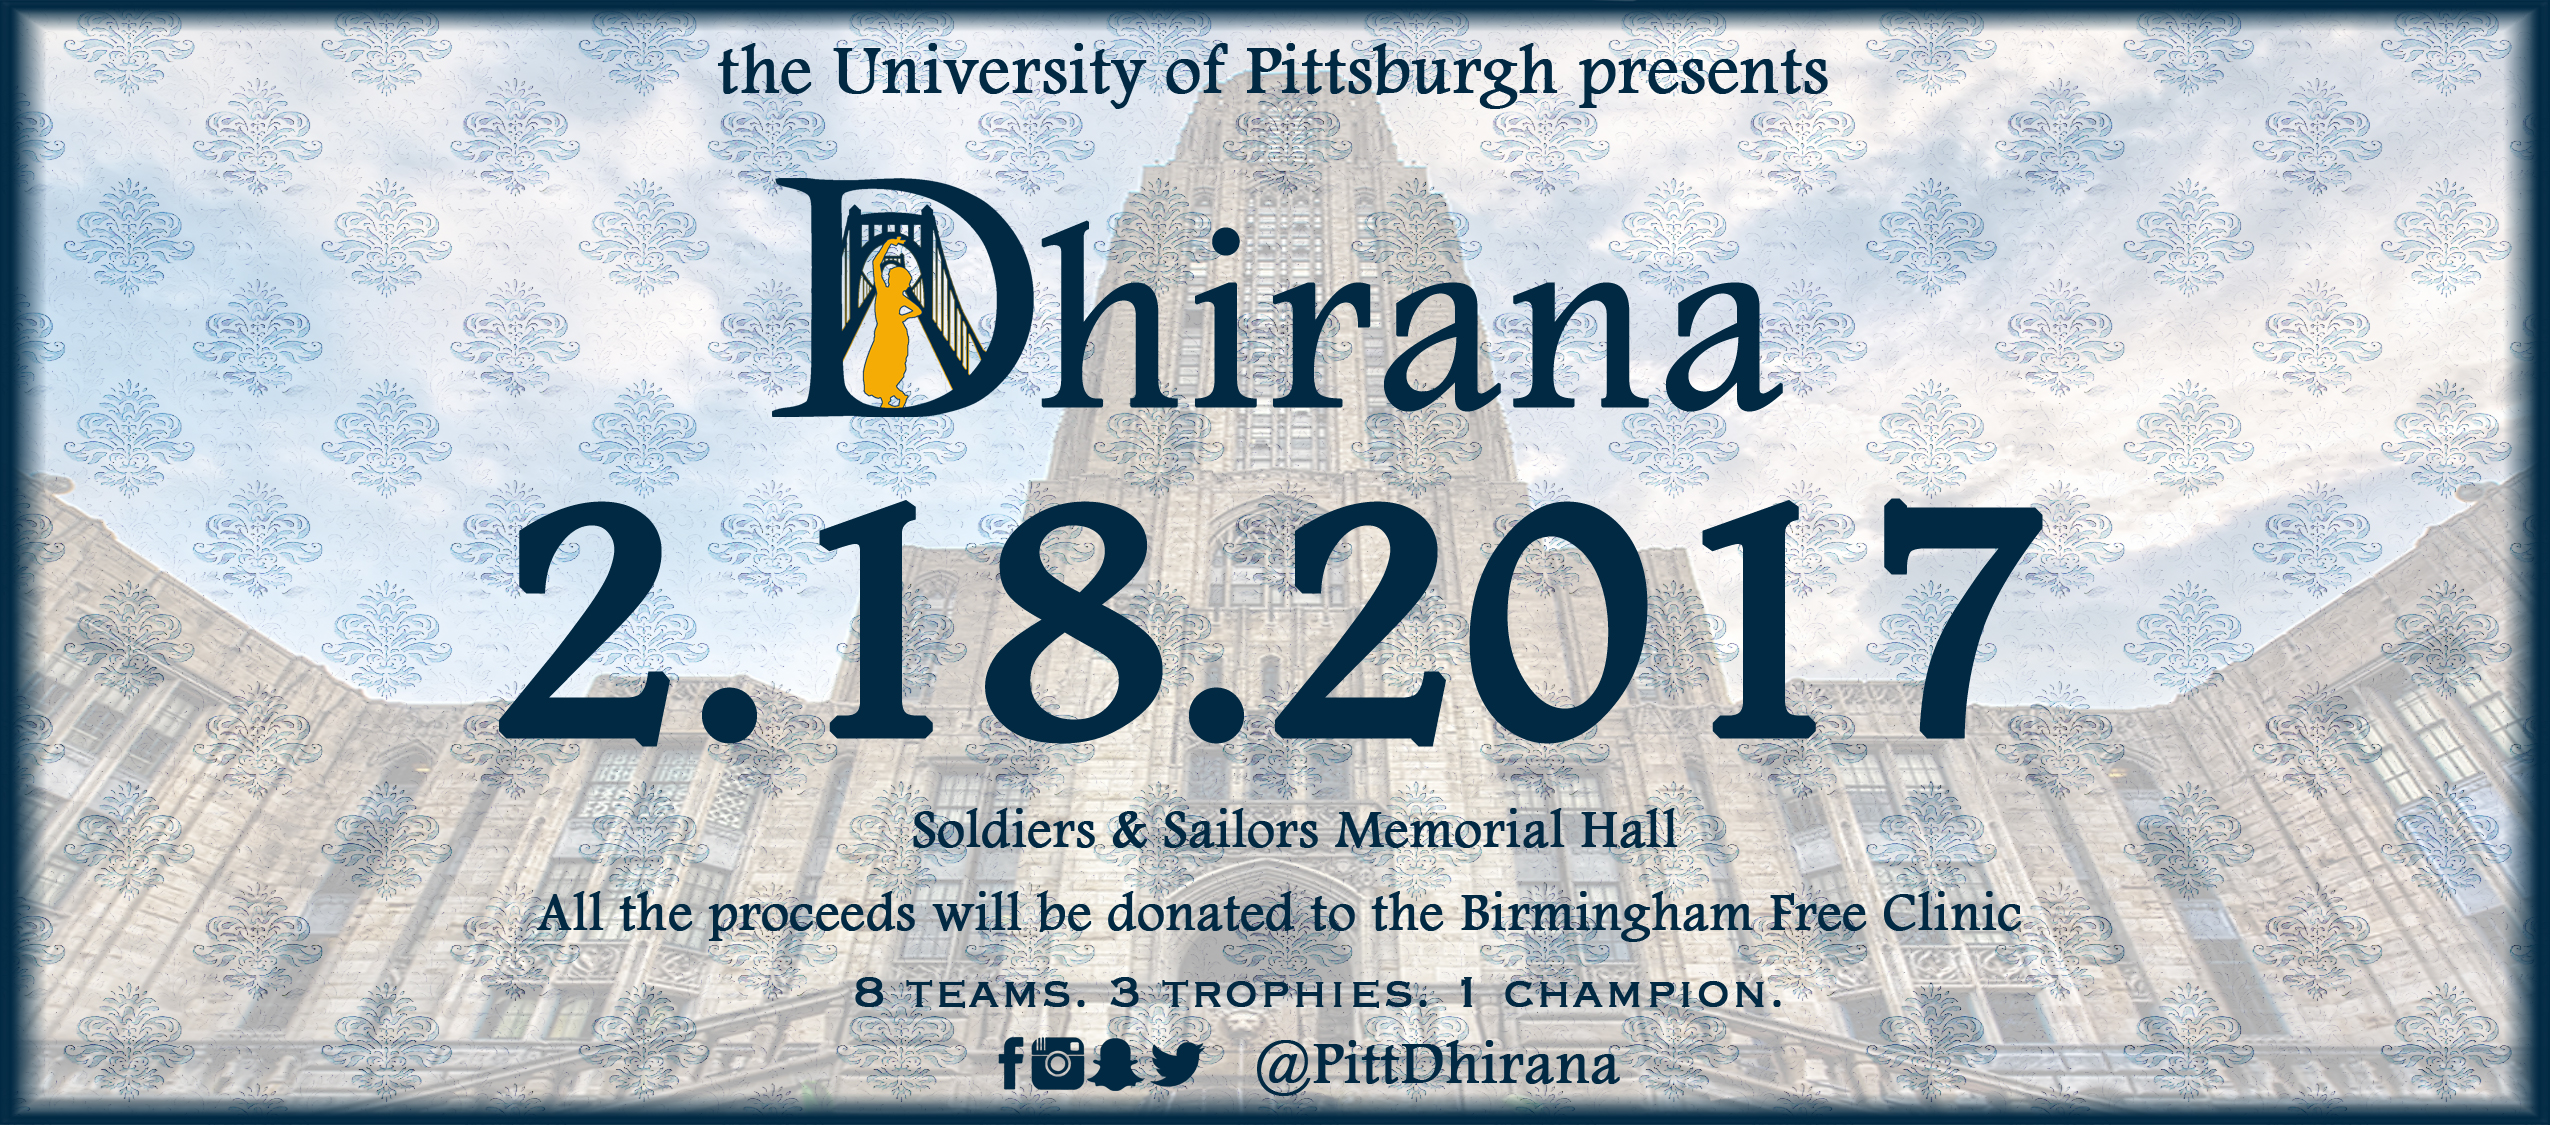 the University of Pittsburgh presents
Dhirana
2.18.2017
Soldiers & Sailors Memorial Hall
All the proceeds will be donated to the Birmingham Free Clinic
8 TEAMS. 3 TROPHIES. 1 CHAMPION.
@PittDhirana